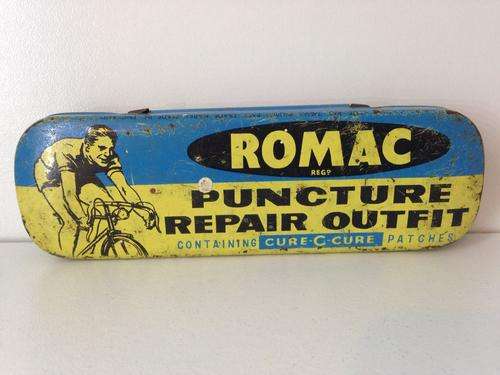 ROMAC
REGD
PUNCTURE
REPAIR OUTFIT
CONTAINING CURE-C-CURE PATCHES